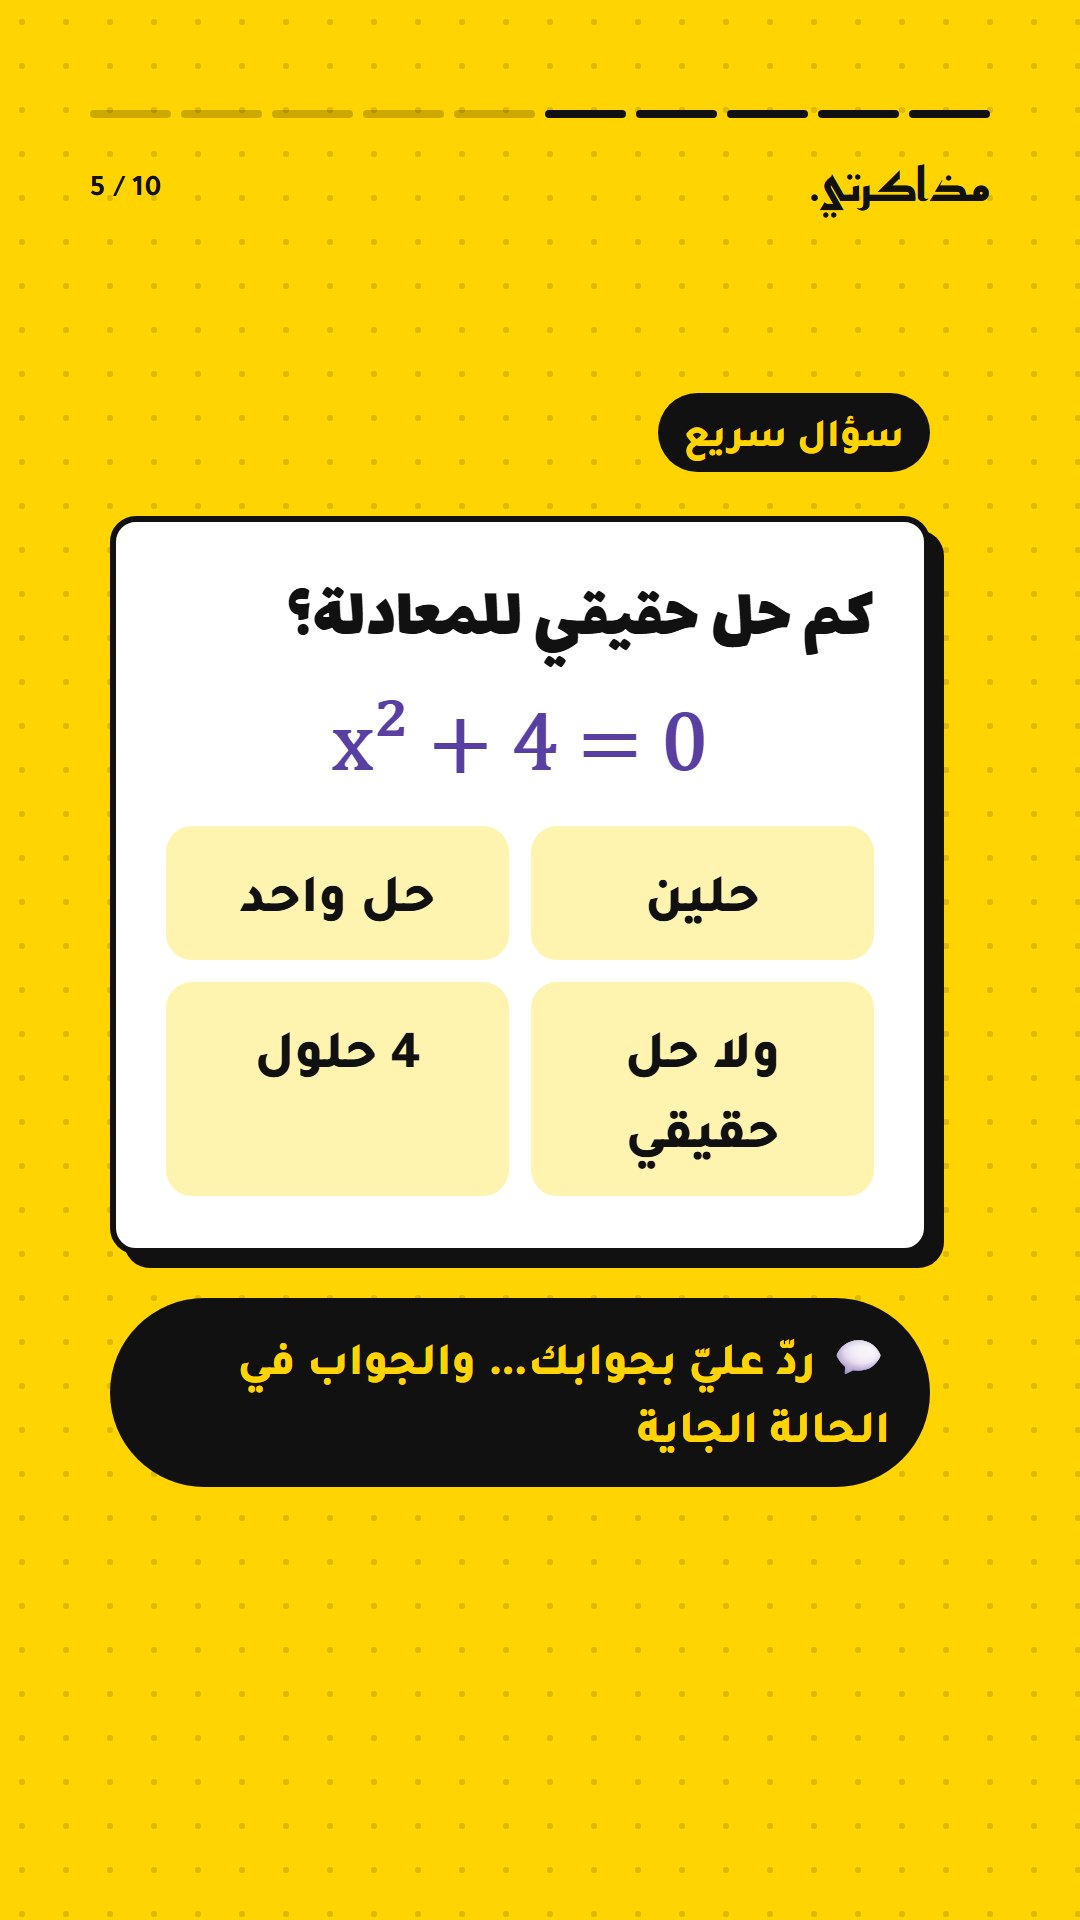 مذاكرتي.
5 / 10
سؤال سريع
كم حل حقيقي للمعادلة؟
x² + 4 = 0
حلين
حل واحد
ولا حل
حقيقي
4 حلول
💬 ردّ عليّ بجوابك... والجواب في
الحالة الجاية